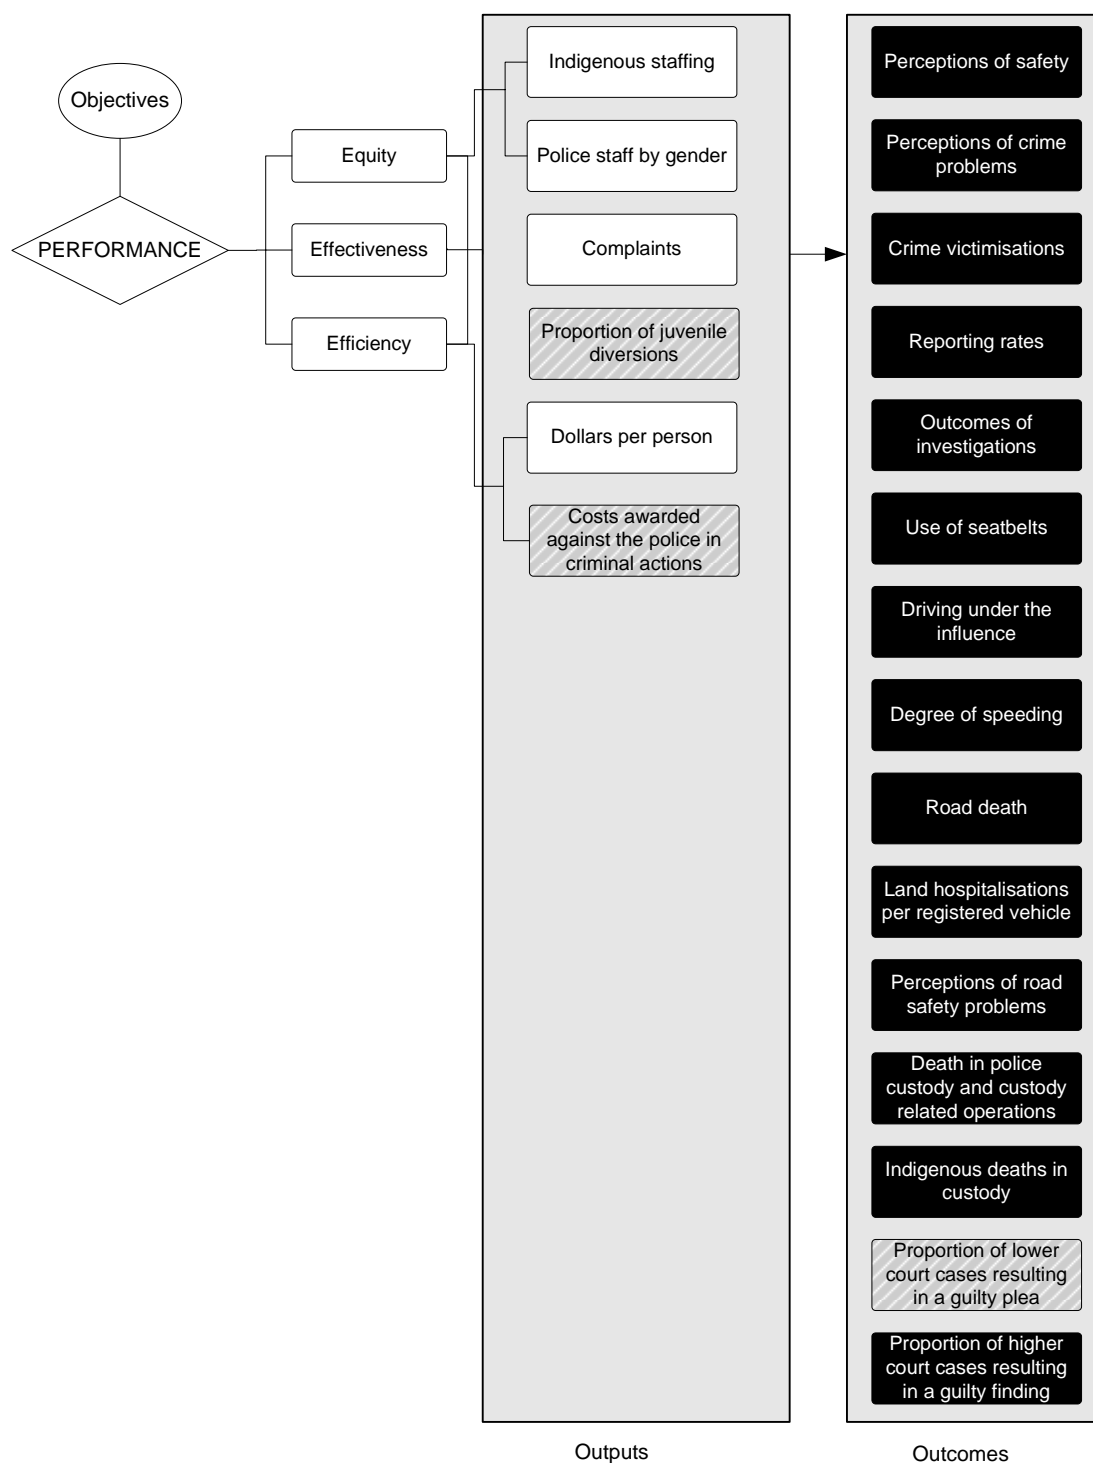 Objectives
PERFORMANCE
Equity
Effectiveness
Efficiency
Indigenous staffing
Police staff by gender
Complaints
Proportion of juvenile
diversions
Dollars per person
Costs awarded
against the police in
criminal actions
Outputs
Perceptions of safety
Perceptions of crime
problems
Crime victimisations
Reporting rates
Outcomes of
investigations
Use of seatbelts
Driving under the
influence
Degree of speeding
Road death
Land hospitalisations
per registered vehicle
Perceptions of road
safety problems
Death in police
custody and custody
related operations
Indigenous deaths in
custody
Proportion of lower
court cases resulting
in a guilty plea
Proportion of higher
court cases resulting
in a guilty finding
Outcomes